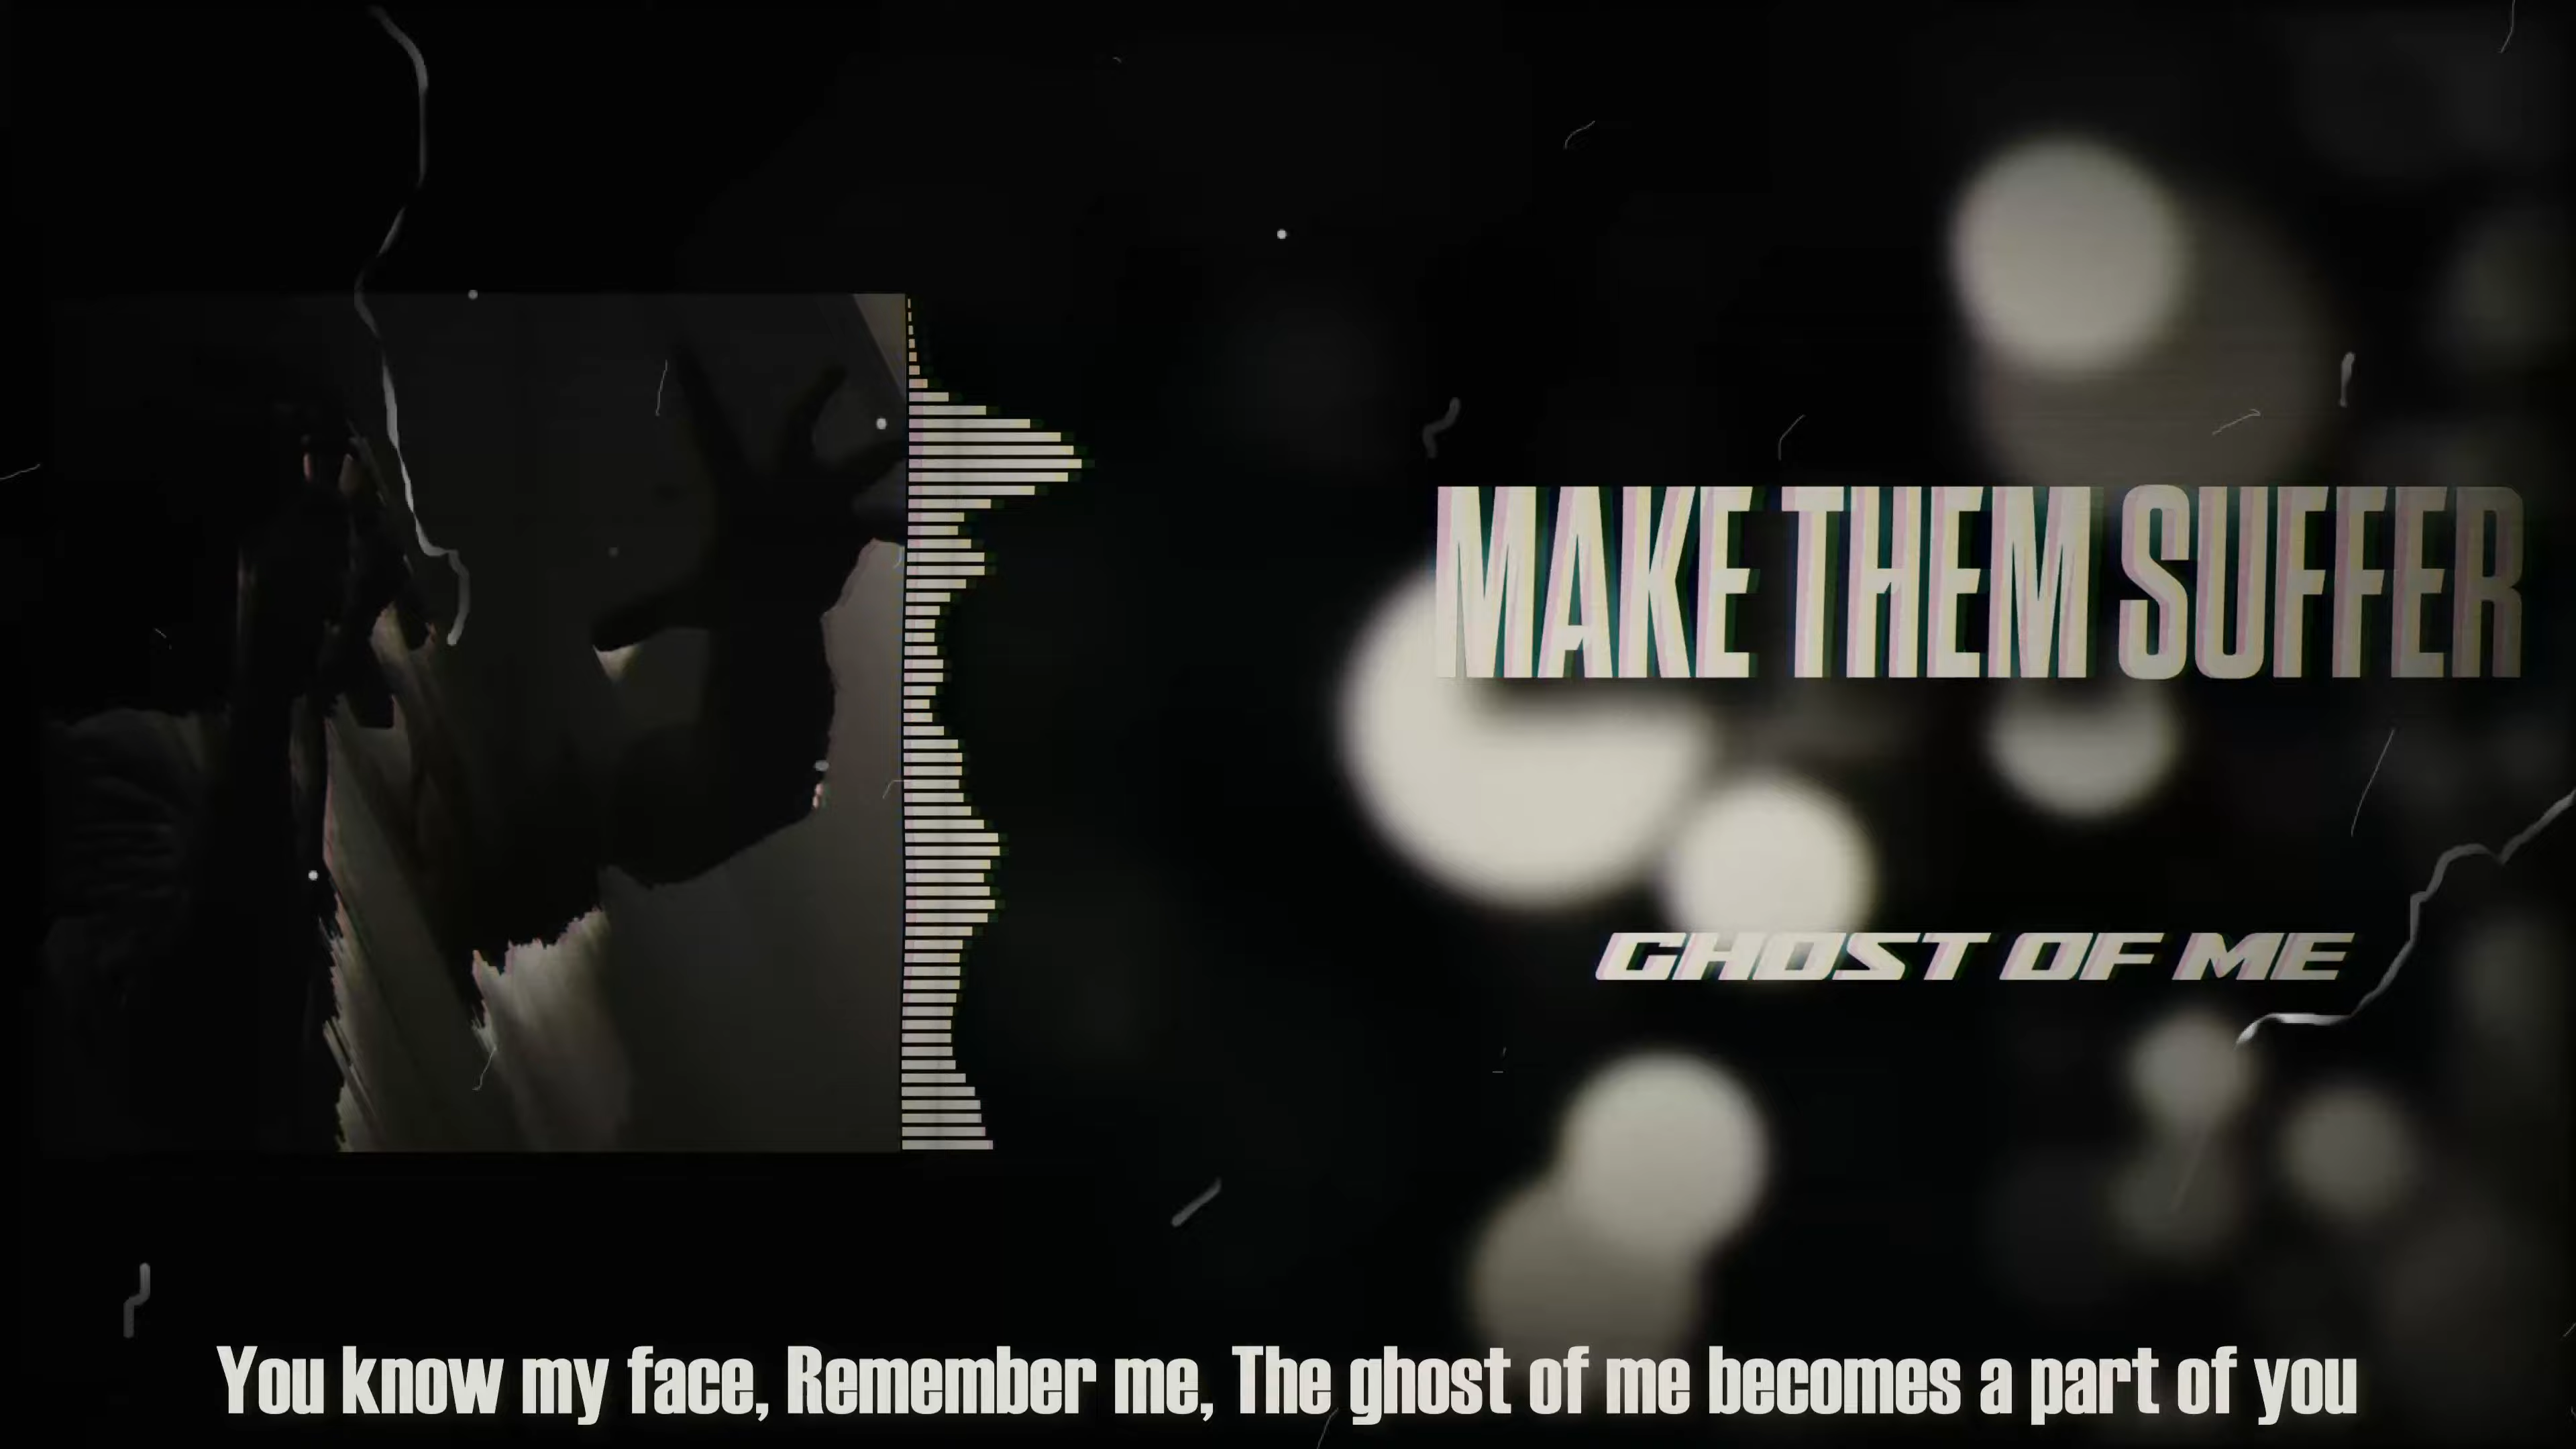 MAKE THEM SUFFER
GHOST OF ME
You know my face, Remember me, The ghost of me becomes a part of you